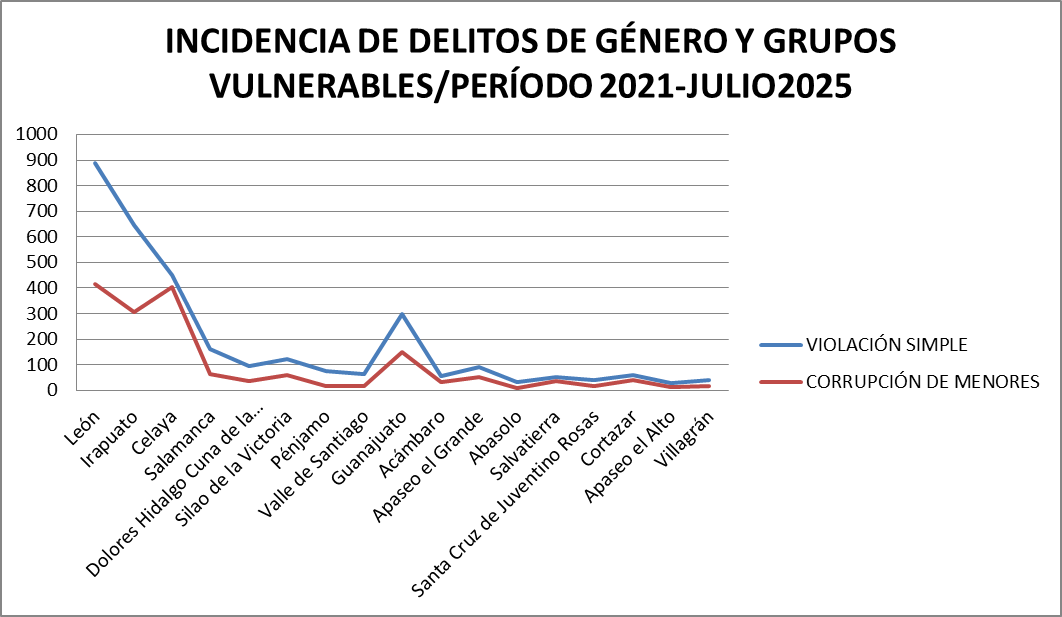 INCIDENCIA DE DELITOS DE GÉNERO Y GRUPOS
VULNERABLES/PERÍODO 2021-JULIO2025
1000
900
800
700
600
500
400
300
200
100
0
León
Irapuato
Celaya
Salamanca
Dolores Hidalgo Cuna de la...
Silao de la Victoria
Pénjamo
Valle de Santiago
Guanajuato
Acámbaro
Apaseo el Grande
Abasolo
Salvatierra
Santa Cruz de Juventino Rosas
Cortazar
Apaseo el Alto
Villagrán
VIOLACIÓN SIMPLE
CORRUPCIÓN DE MENORES